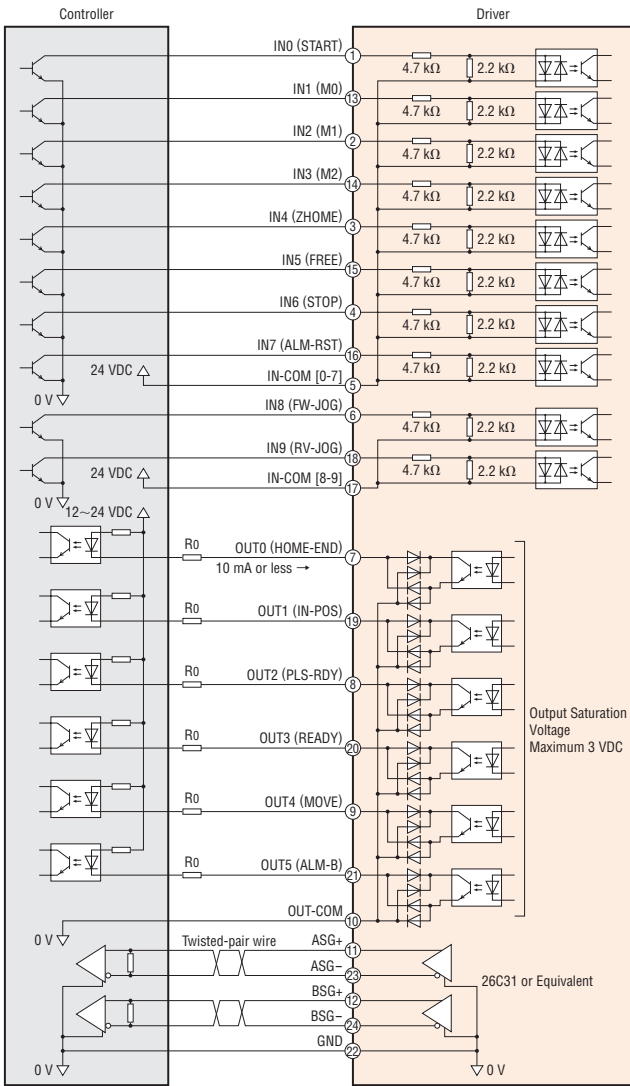 Controller
Driver
IN0 (START)
1
4.7 kΩ
2.2 kΩ
IN1 (M0)
13
4.7 kΩ
2.2 kΩ
IN2 (M1)
2
4.7 kΩ
2.2 kΩ
IN3 (M2)
14
4.7 kΩ
2.2 kΩ
IN4 (ZHOME)
3
4.7 kΩ
2.2 kΩ
IN5 (FREE)
15
4.7 kΩ
2.2 kΩ
IN6 (STOP)
4
4.7 kΩ
2.2 kΩ
IN7 (ALM-RST)
16
4.7 kΩ
2.2 kΩ
24 VDC
IN-COM [0-7]
5
0 V
IN8 (FW-JOG)
6
4.7 kΩ
2.2 kΩ
IN9 (RV-JOG)
18
4.7 kΩ
2.2 kΩ
24 VDC
IN-COM [8-9]
17
0 V
12~24 VDC
R0
OUT0 (HOME-END)
7
10 mA or less →
R0
OUT1 (IN-POS)
19
R0
OUT2 (PLS-RDY)
8
Output Saturation
Voltage
Maximum 3 VDC
R0
OUT3 (READY)
20
R0
OUT4 (MOVE)
9
R0
OUT5 (ALM-B)
21
OUT-COM
10
0 V
Twisted-pair wire
ASG+
11
ASG−
23
26C31 or Equivalent
BSG+
12
BSG−
24
GND
22
0 V
0 V